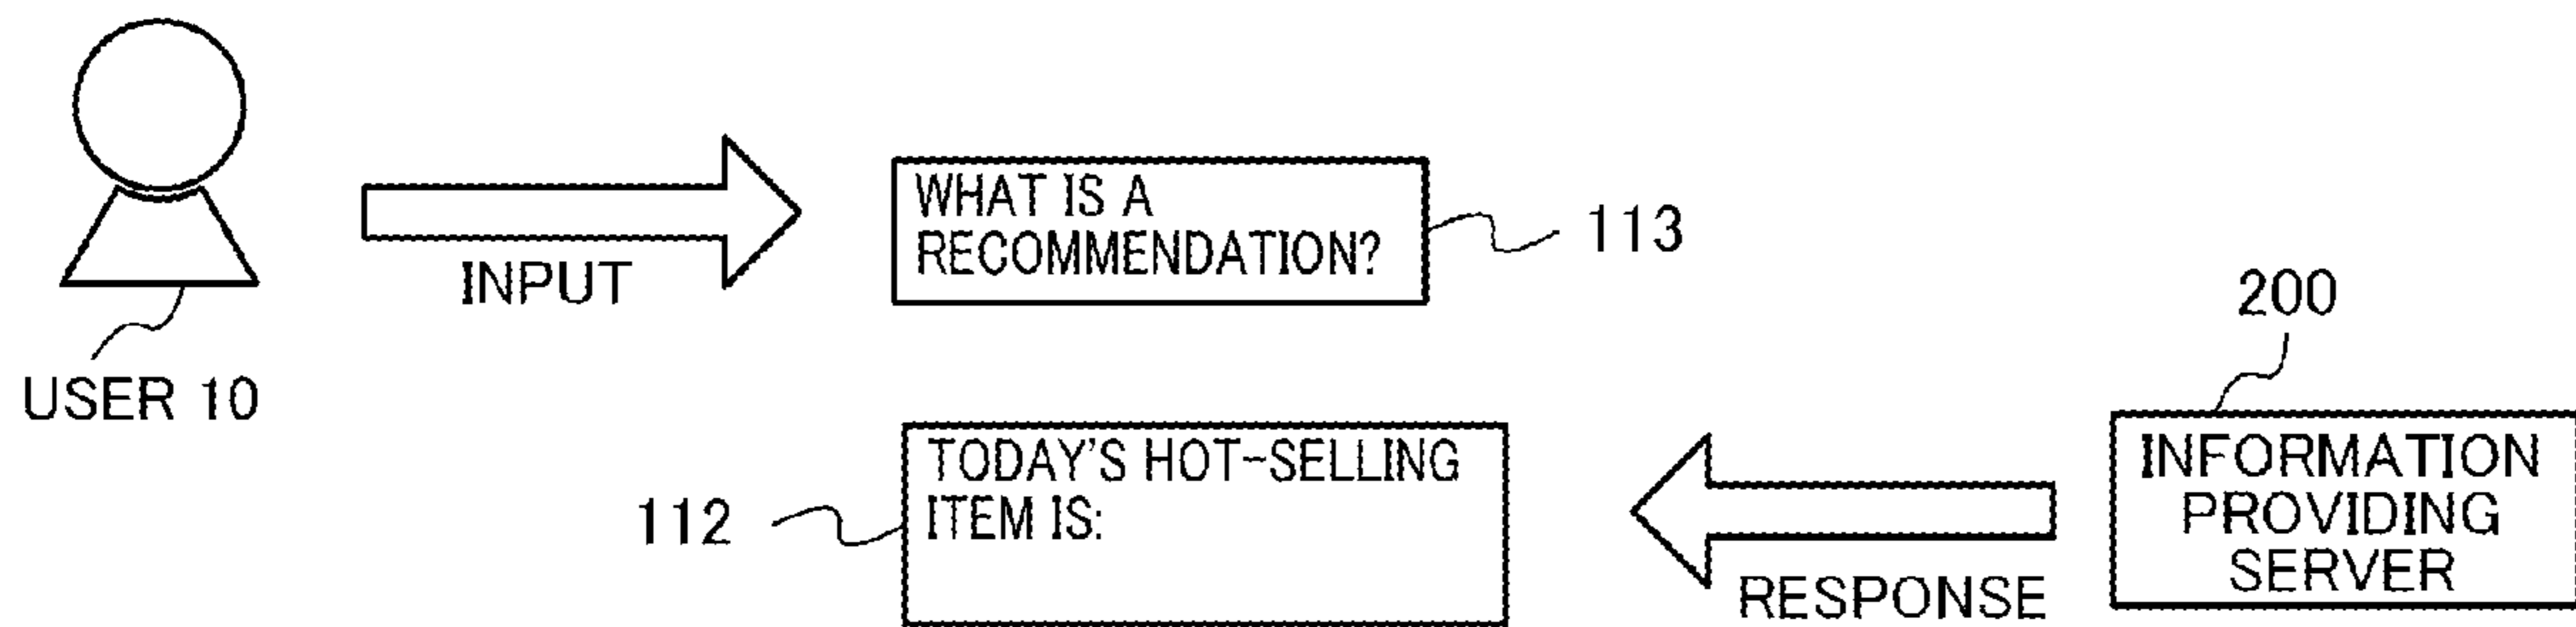 WHAT IS A
RECOMMENDATION?
113
INPUT
200
USER 10
TODAY'S HOT-SELLING
ITEM IS:
112
INFORMATION
PROVIDING
SERVER
RESPONSE